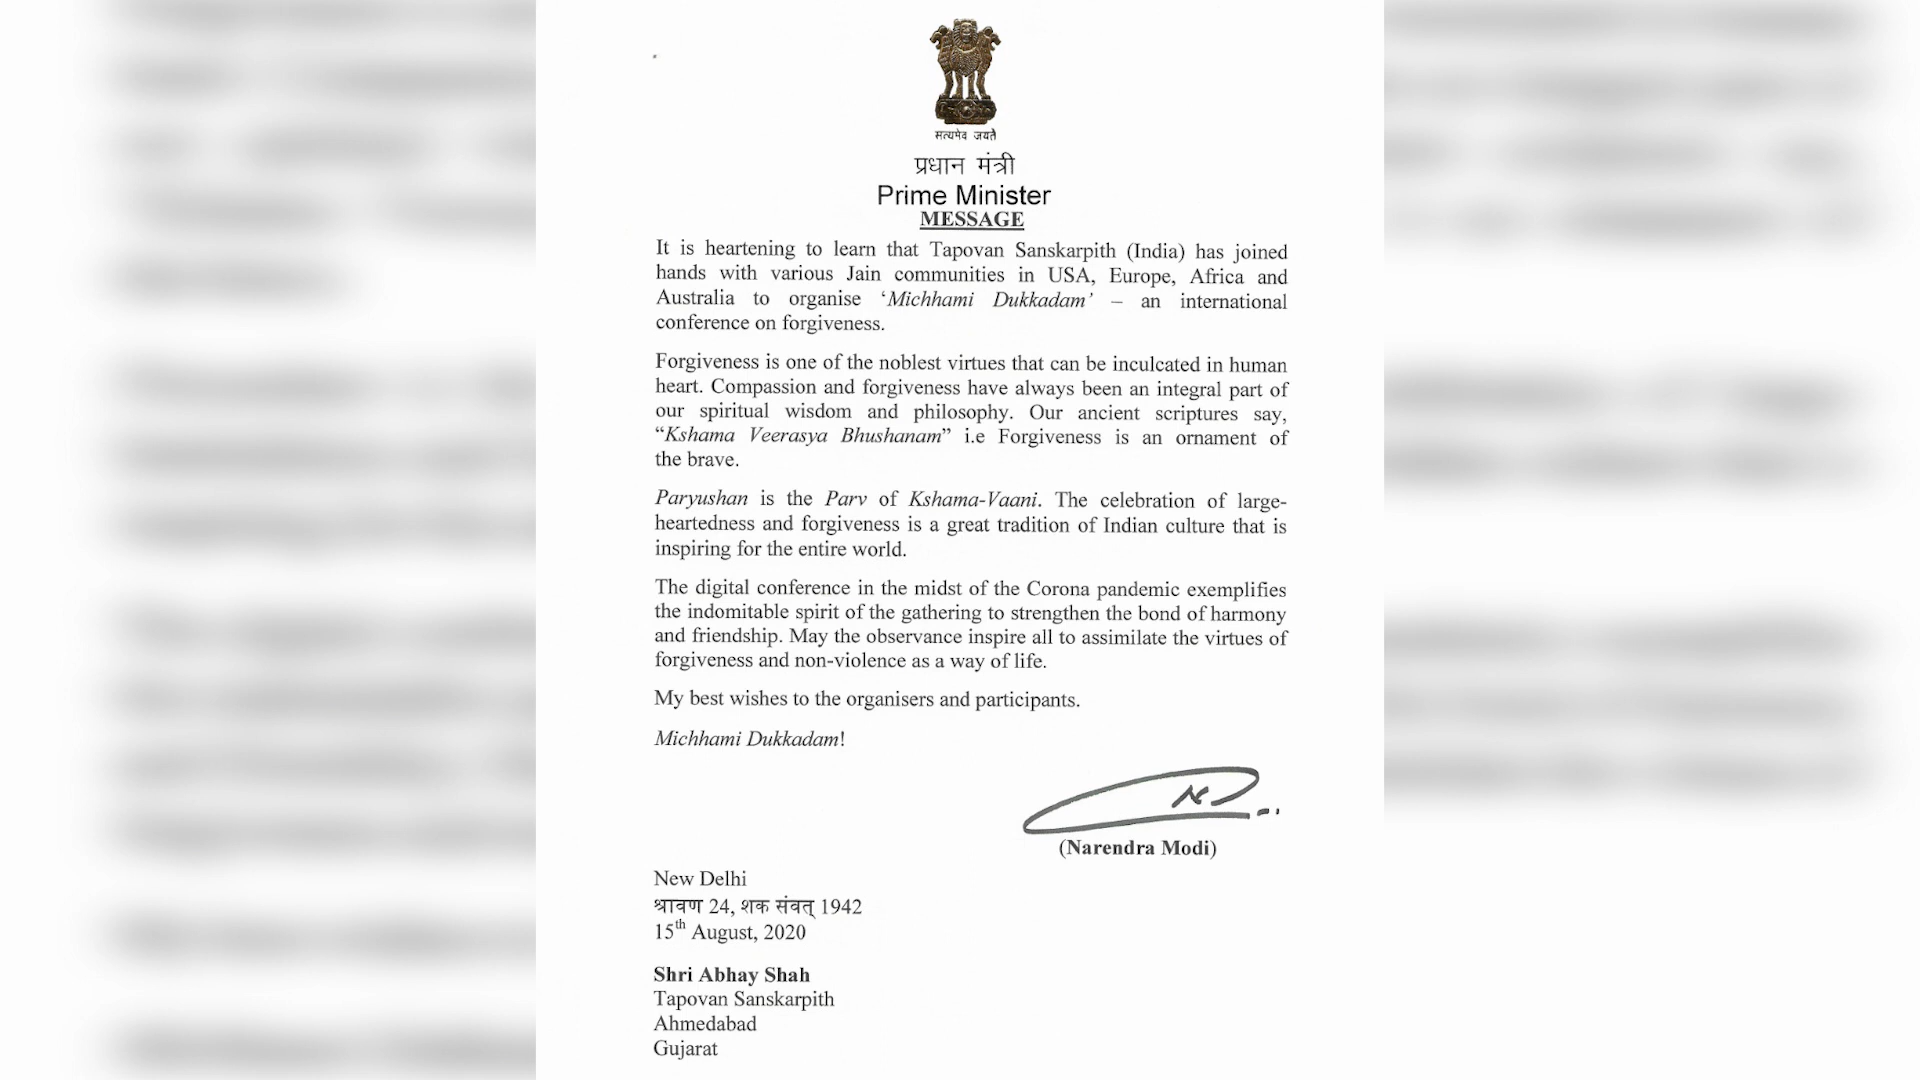 सत्यमेव जयते
प्रधान मंत्री
Prime Minister
MESSAGE
It is heartening to learn that Tapovan Sanskarpith (India) has joined
hands with various Jain communities in USA, Europe, Africa and
Australia to organise ‘Michhami Dukkadam’ – an international
conference on forgiveness.
Forgiveness is one of the noblest virtues that can be inculcated in human
heart. Compassion and forgiveness have always been an integral part of
our spiritual wisdom and philosophy. Our ancient scriptures say,
“Kshama Veerasya Bhushanam” i.e Forgiveness is an ornament of
the brave.
Paryushan is the Parv of Kshama-Vaani. The celebration of large-
heartedness and forgiveness is a great tradition of Indian culture that is
inspiring for the entire world.
The digital conference in the midst of the Corona pandemic exemplifies
the indomitable spirit of the gathering to strengthen the bond of harmony
and friendship. May the observance inspire all to assimilate the virtues of
forgiveness and non-violence as a way of life.
My best wishes to the organisers and participants.
Michhami Dukkadam!
(Narendra Modi)
New Delhi
श्रावण 24, शक संवत् 1942
15th August, 2020
Shri Abhay Shah
Tapovan Sanskarpith
Ahmedabad
Gujarat